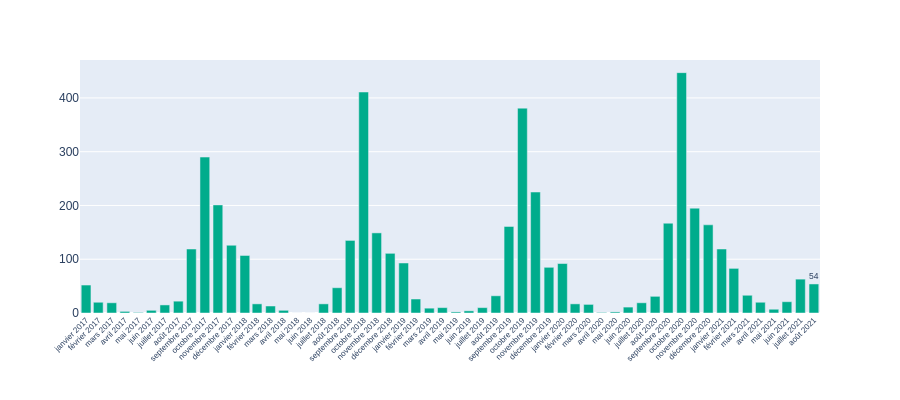 400
300
200
100
0
54
janvier 2017
février 2017
mars 2017
avril 2017
mai 2017
juin 2017
juillet 2017
août 2017
septembre 2017
octobre 2017
novembre 2017
décembre 2017
janvier 2018
février 2018
mars 2018
avril 2018
mai 2018
juin 2018
juillet 2018
août 2018
septembre 2018
octobre 2018
novembre 2018
décembre 2018
janvier 2019
février 2019
mars 2019
avril 2019
mai 2019
juin 2019
juillet 2019
août 2019
septembre 2019
octobre 2019
novembre 2019
décembre 2019
janvier 2020
février 2020
mars 2020
avril 2020
mai 2020
juin 2020
juillet 2020
août 2020
septembre 2020
octobre 2020
novembre 2020
décembre 2020
janvier 2021
février 2021
mars 2021
avril 2021
mai 2021
juin 2021
juillet 2021
août 2021